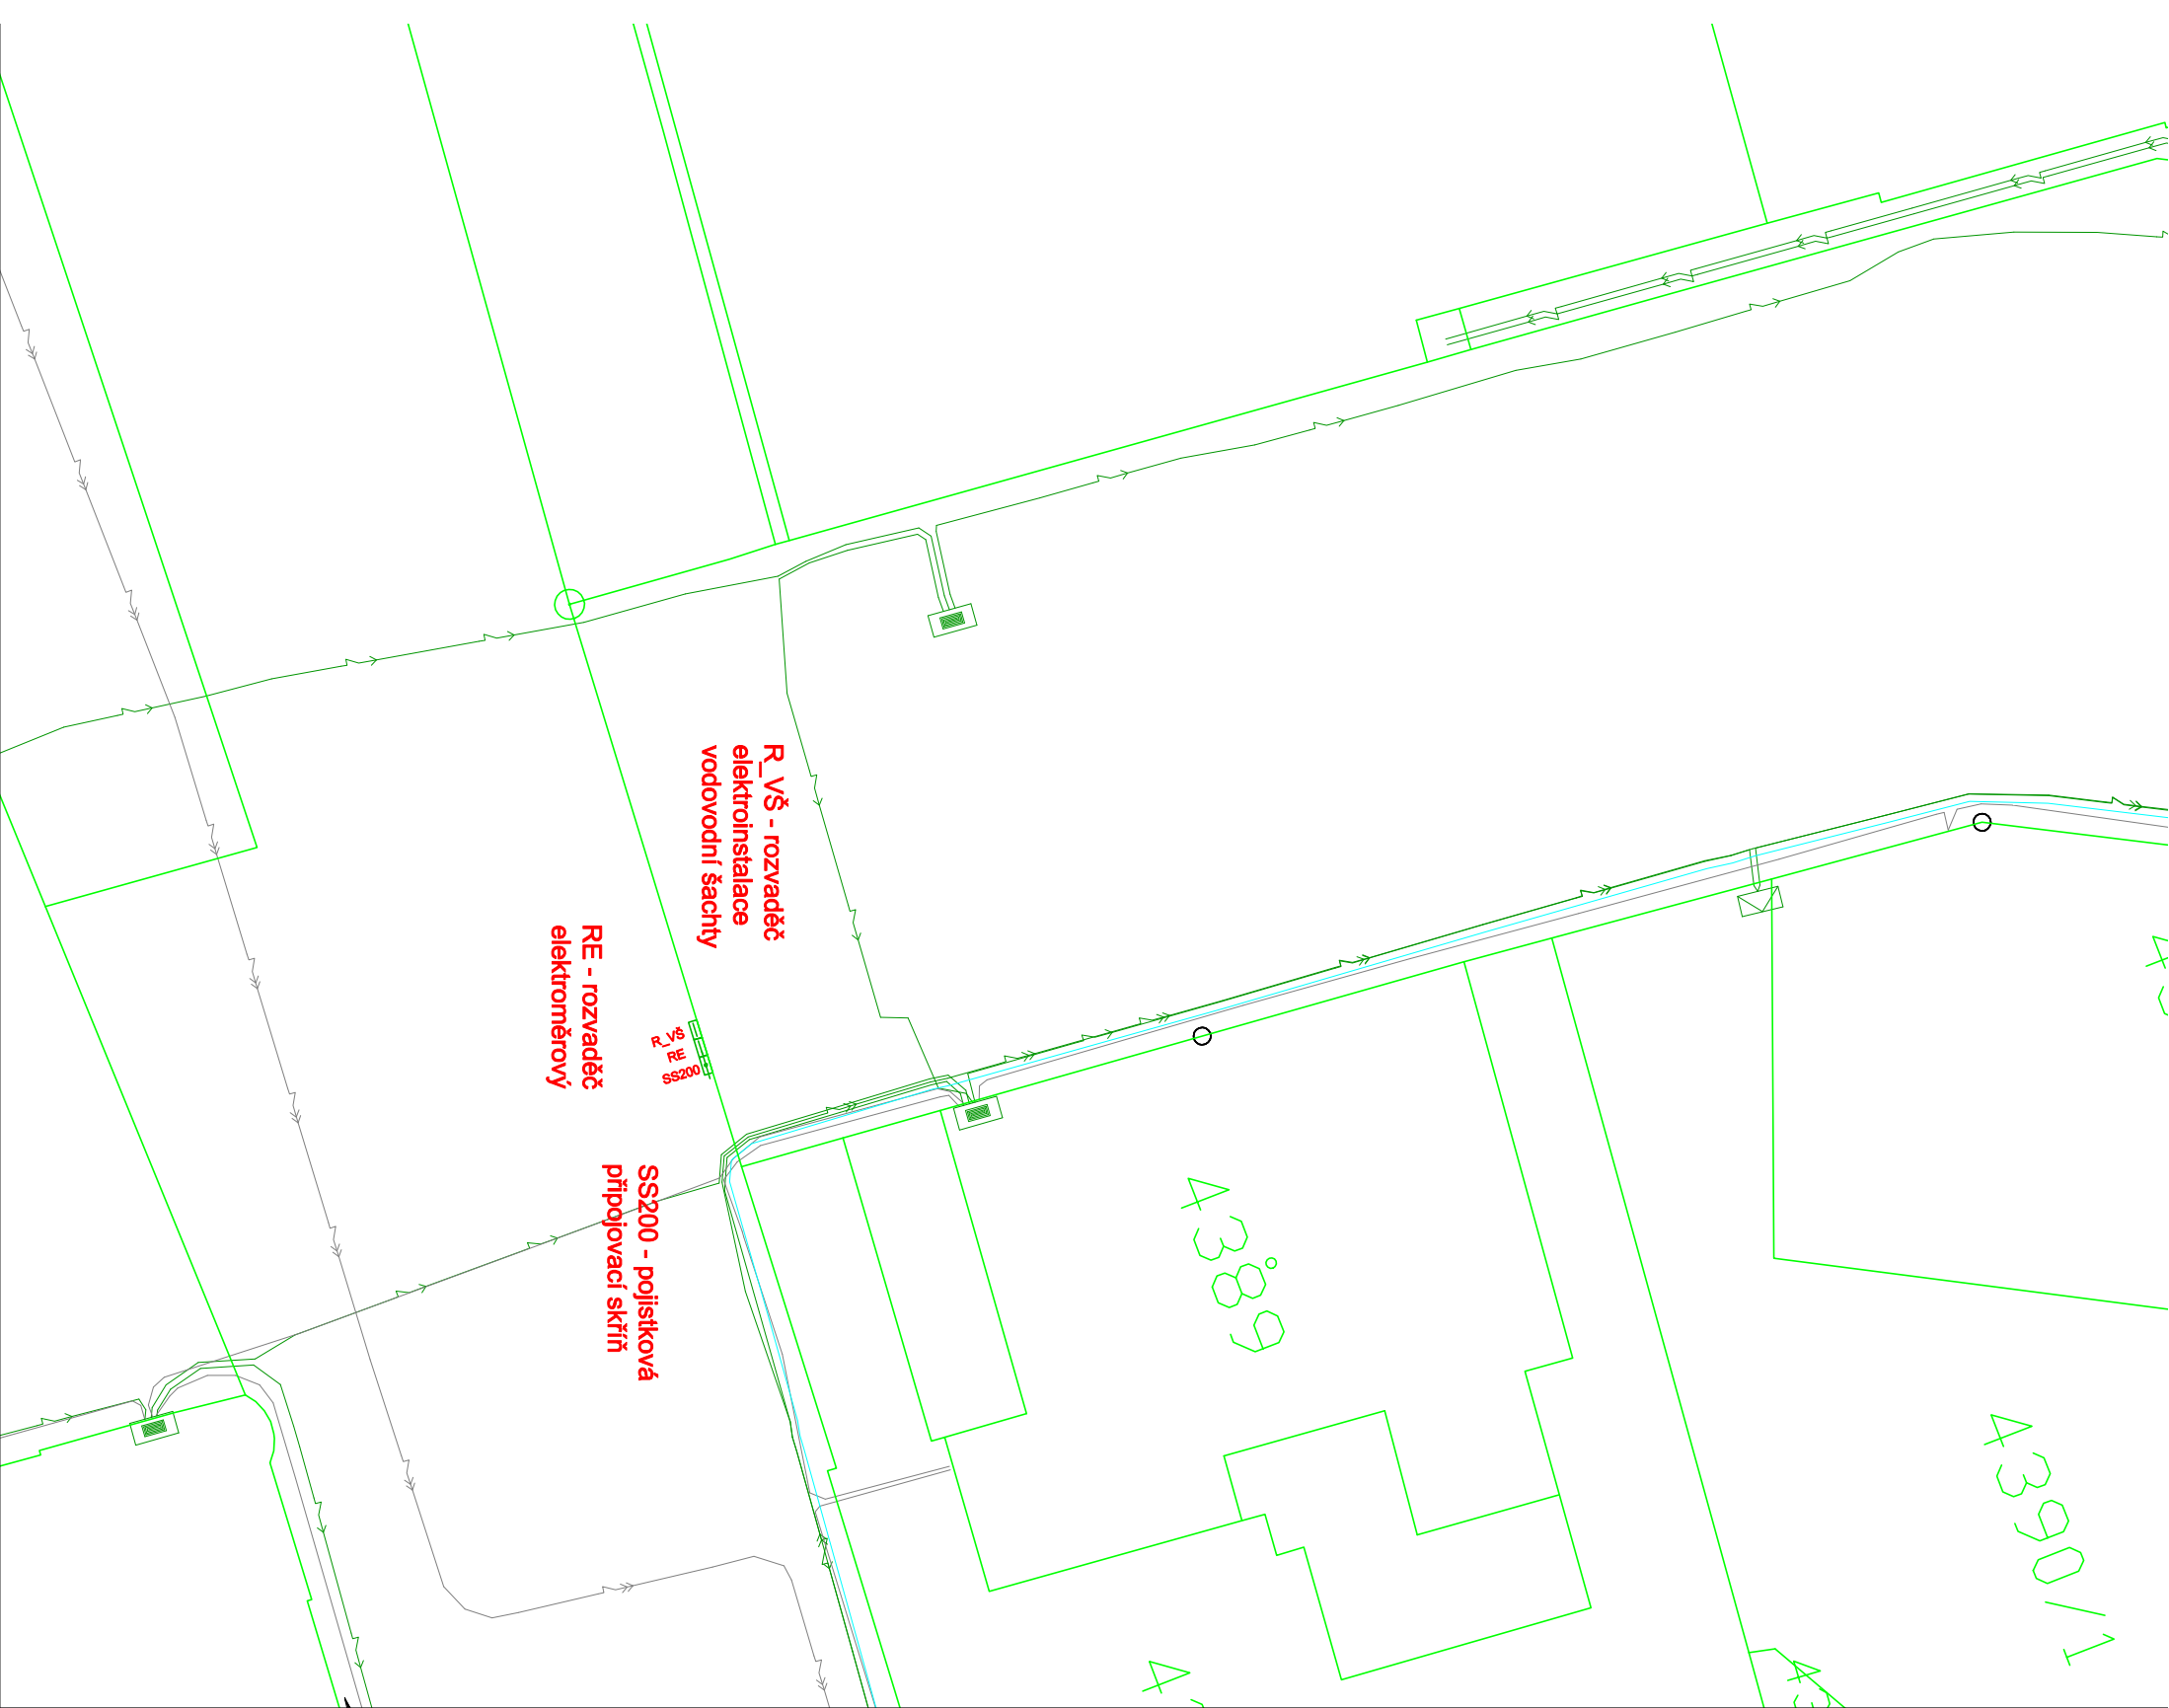 R_VŠ - rozvaděč
elektroinstalace
vodovodní šachty
RE - rozvaděč
elektroměrový
R_VŠ
RE
SS200
SS200 - pojistková
připojovací skříň
4389
4390/1